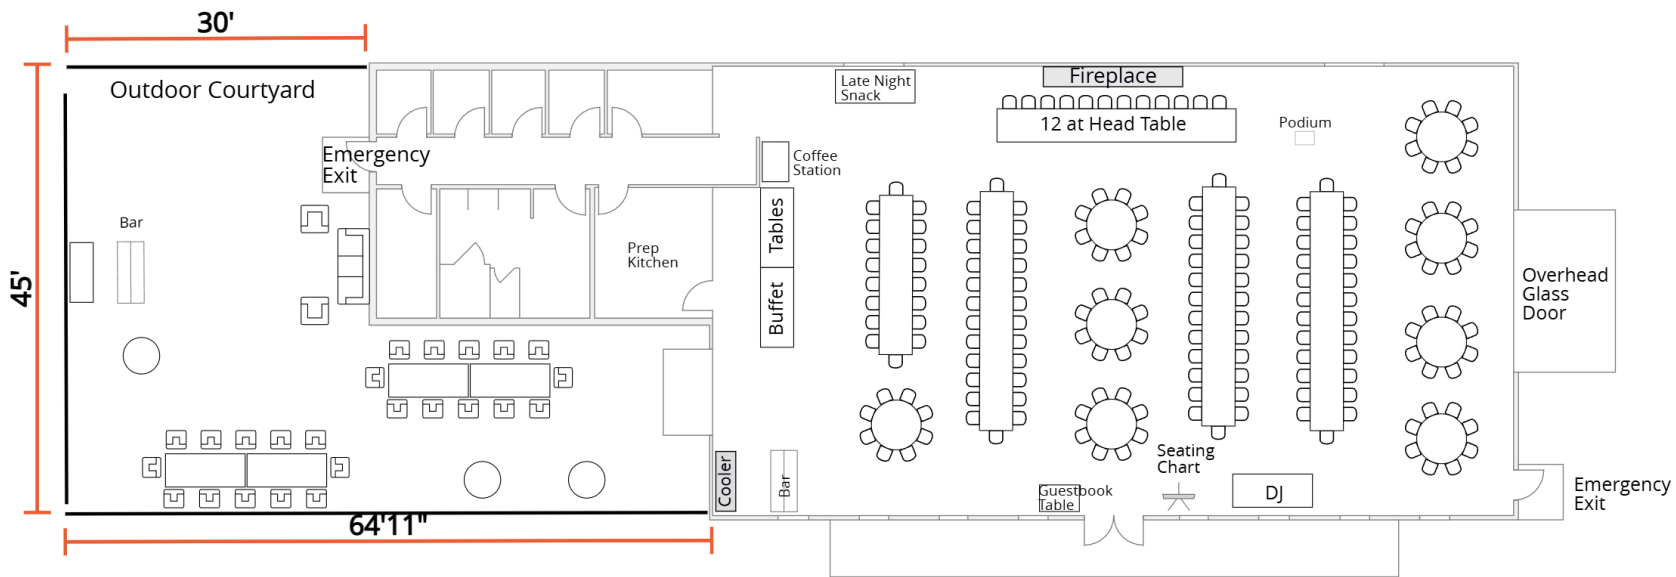 30'
Outdoor Courtyard
Emergency
Exit
Bar
45'
64'11"
Prep
Kitchen
Late Night
Snack
Coffee
Station
Buffet Tables
Cooler
Bar
Fireplace
12 at Head Table
Podium
Seating
Chart
Guestbook
Table
DJ
Overhead
Glass
Door
Emergency
Exit